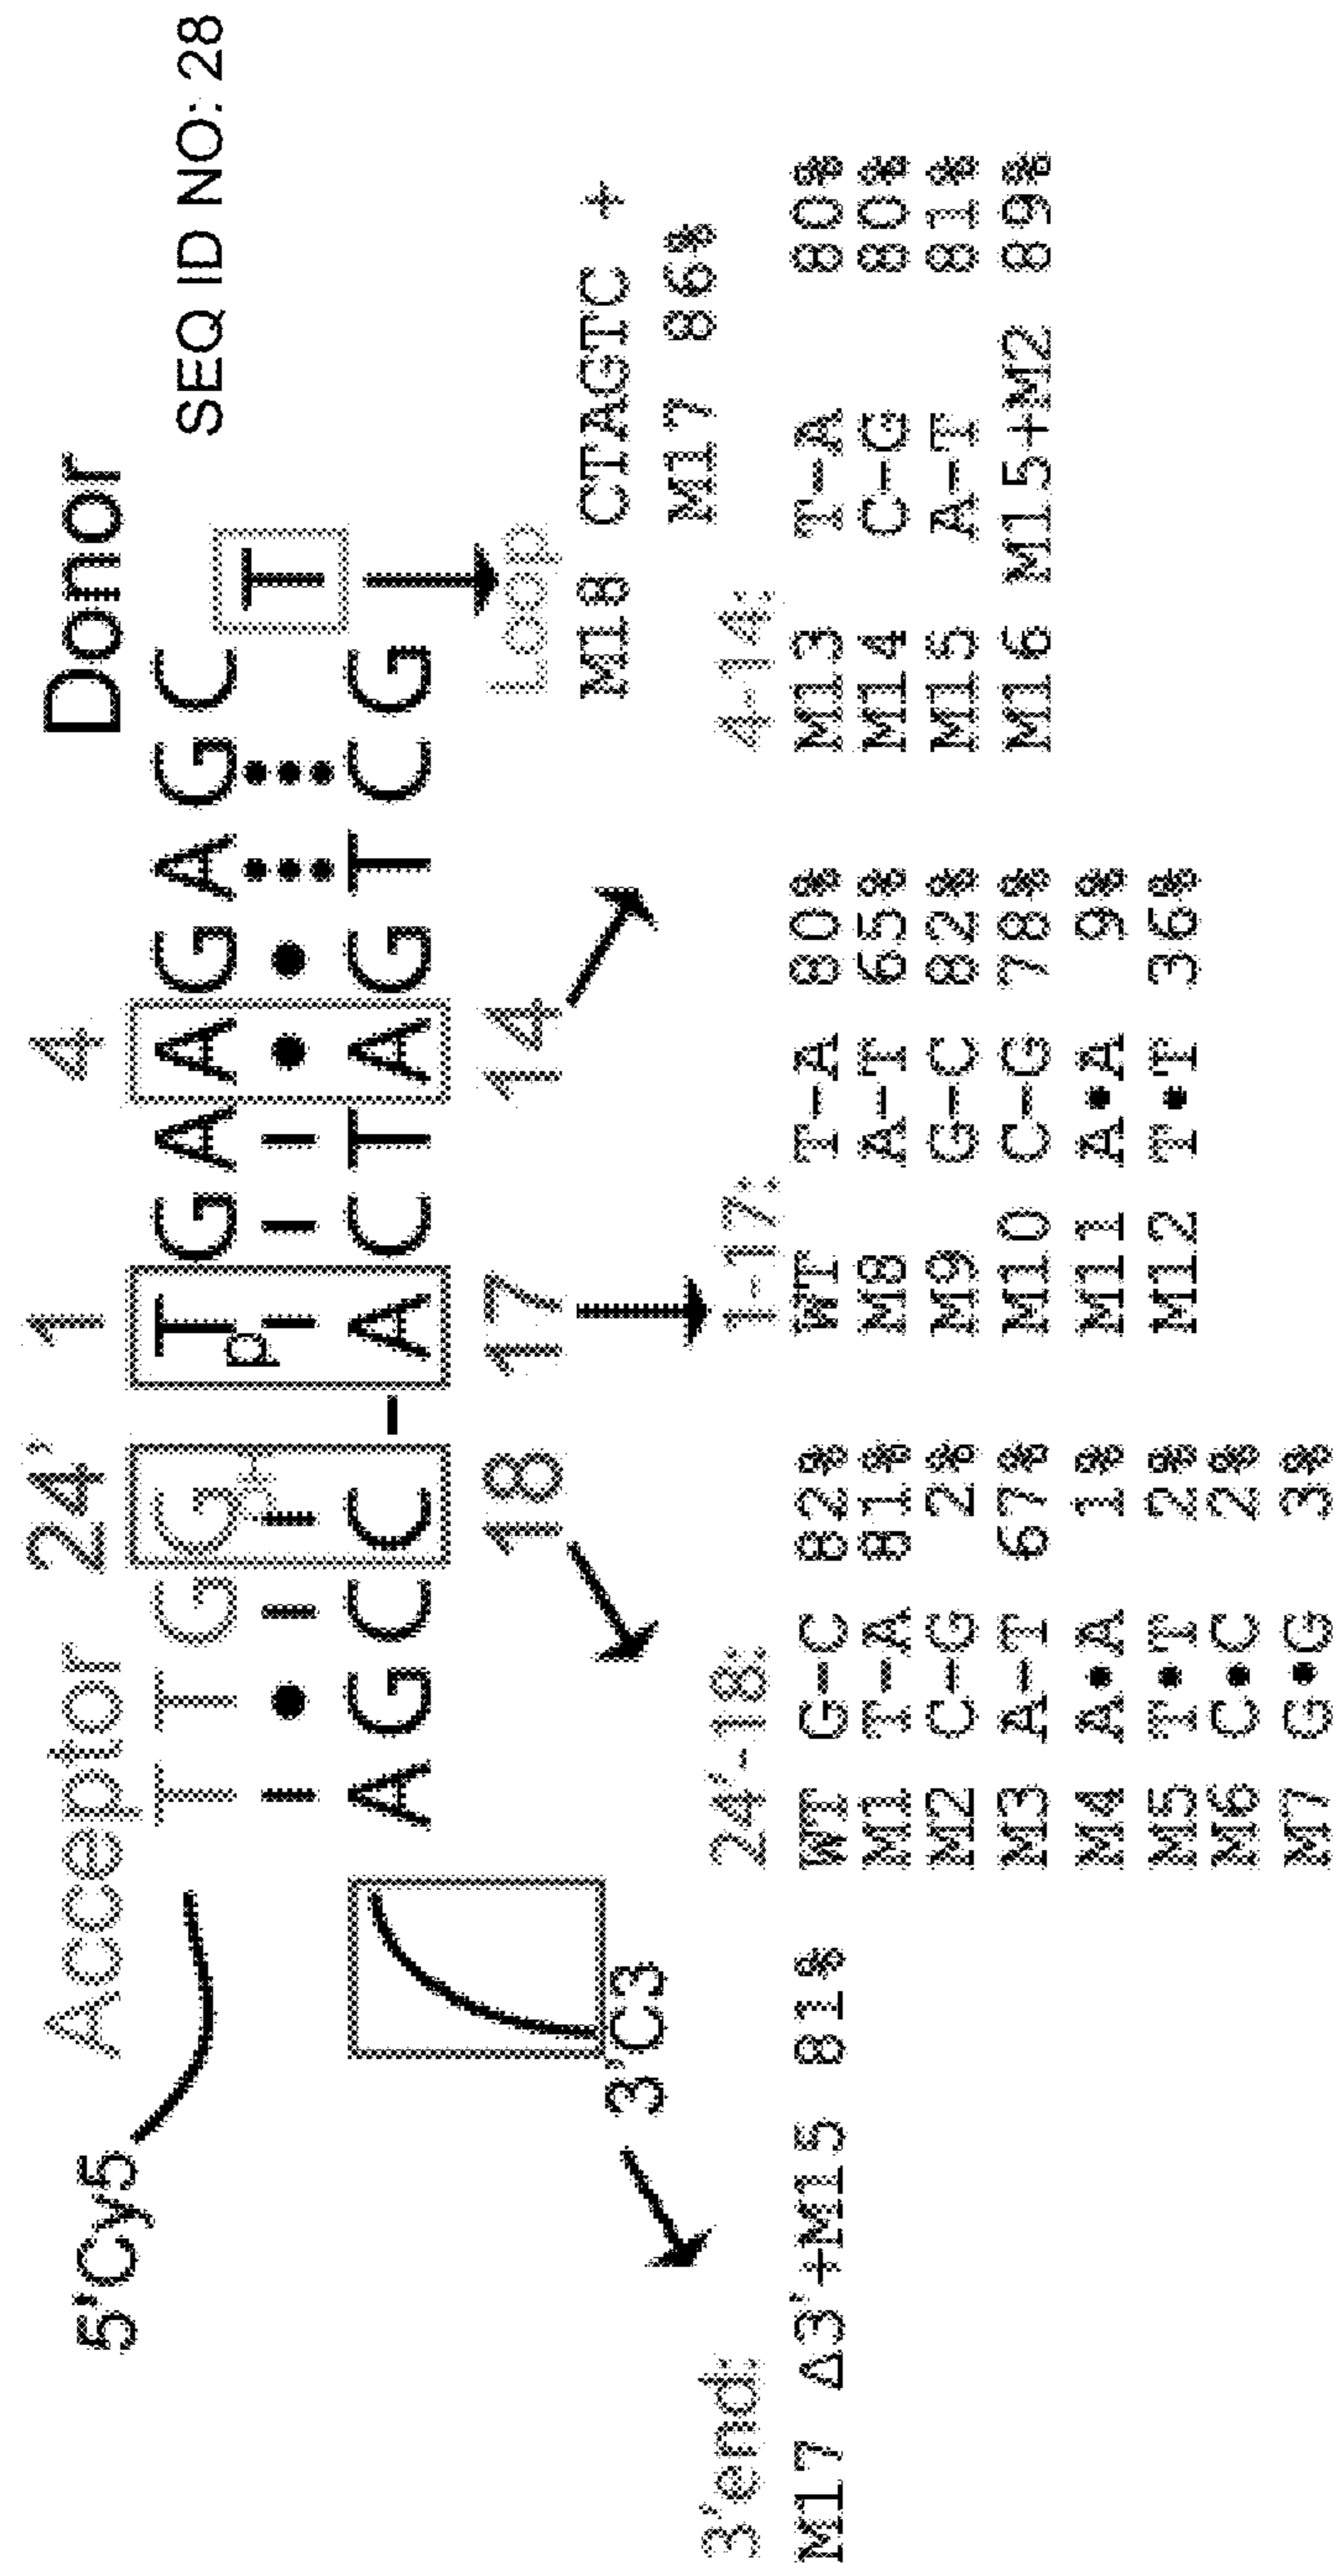 Acceptor
Donor
24' 1 4
5'Cy5
T T G G T G A A G A G C
OH p
T
SEQ ID NO: 28
A G C C - A C T A G T C G
18 17 14
3'C3
Loop
M18 CTAGTC +
M17 86%
3'end:
M17 Δ3'+M15 81%
24'-18:
WT G-C 82%
M1 T-A 81%
M2 C-G 2%
M3 A-T 67%
M4 A•A 1%
M5 T•T 2%
M6 C•C 2%
M7 G•G 3%
1-17:
WT T-A 80%
M8 A-T 65%
M9 G-C 82%
M10 C-G 78%
M11 A•A 9%
M12 T•T 36%
4-14:
M13 T-A 80%
M14 C-G 80%
M15 A-T 81%
M16 M15+M2 89%